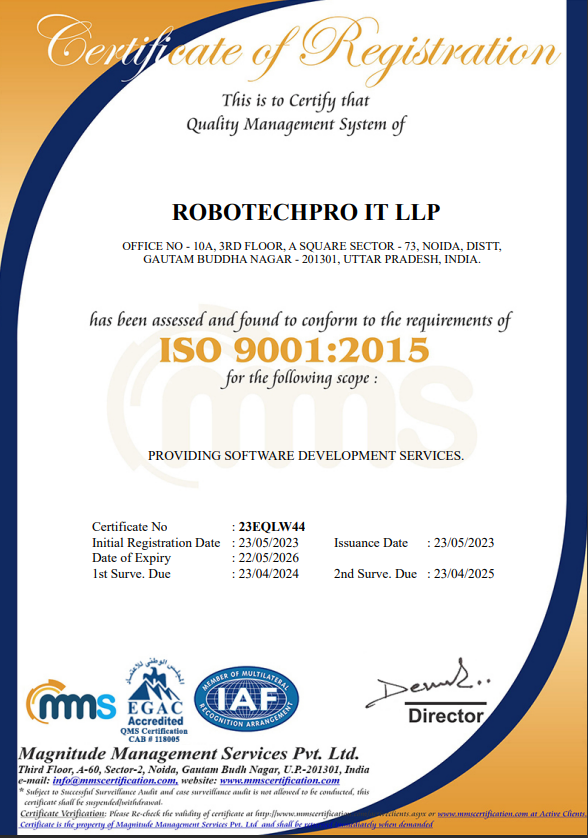 Certificate of Registration
This is to Certify that
Quality Management System of
ROBOTECHPRO IT LLP
OFFICE NO - 10A, 3RD FLOOR, A SQUARE SECTOR - 73, NOIDA, DISTT,
GAUTAM BUDDHA NAGAR - 201301, UTTAR PRADESH, INDIA.
has been assessed and found to conform to the requirements of
ISO 9001:2015
for the following scope :
mms
PROVIDING SOFTWARE DEVELOPMENT SERVICES.
Certificate No : 23EQLW44
Initial Registration Date : 23/05/2023 Issuance Date : 23/05/2023
Date of Expiry : 22/05/2026
1st Surve. Due : 23/04/2024 2nd Surve. Due : 23/04/2025
mms
EGAC
Accredited
QMS Certification
CAB # 118005
MEMBER OF MULTILATERAL
IAF
RECOGNITION ARRANGEMENT
Director
Magnitude Management Services Pvt. Ltd.
Third Floor, A-60, Sector-2, Noida, Gautam Budh Nagar, U.P.-201301, India
e-mail: info@mmscertification.com, website: www.mmscertification.com
* Subject to Successful Surveillance Audit and case surveillance audit is not allowed to be conducted, this
certificate shall be suspended/withdrawal.
Certificate Verification: Please Re-check the validity of certificate at http://www.mmscertification.com/activeclients.aspx or www.mmscertification.com at Active Clients
Certificate is the property of Magnitude Management Services Pvt. Ltd and shall be returned immediately when demanded